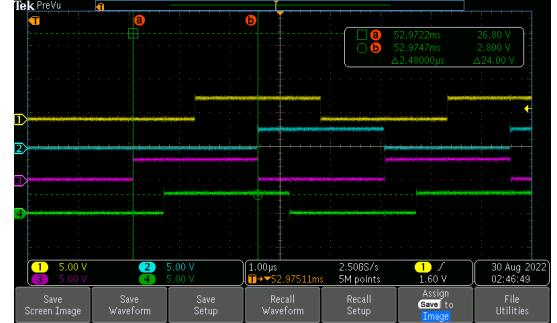 Tek PreVu
T
a b
a 52.9722ms 26.80 V
b 52.9747ms 2.800 V
Δ2.48000µs Δ24.00 V
1
2
3
4
1 5.00 V 2 5.00 V
3 5.00 V 4 5.00 V
1.00µs 2.50GS/s
T→▼52.97511ms 5M points
1 ∫ 1.60 V
30 Aug 2022
02:46:49
Save Screen Image
Save Waveform
Save Setup
Recall Waveform
Recall Setup
Assign Save to Image
File Utilities